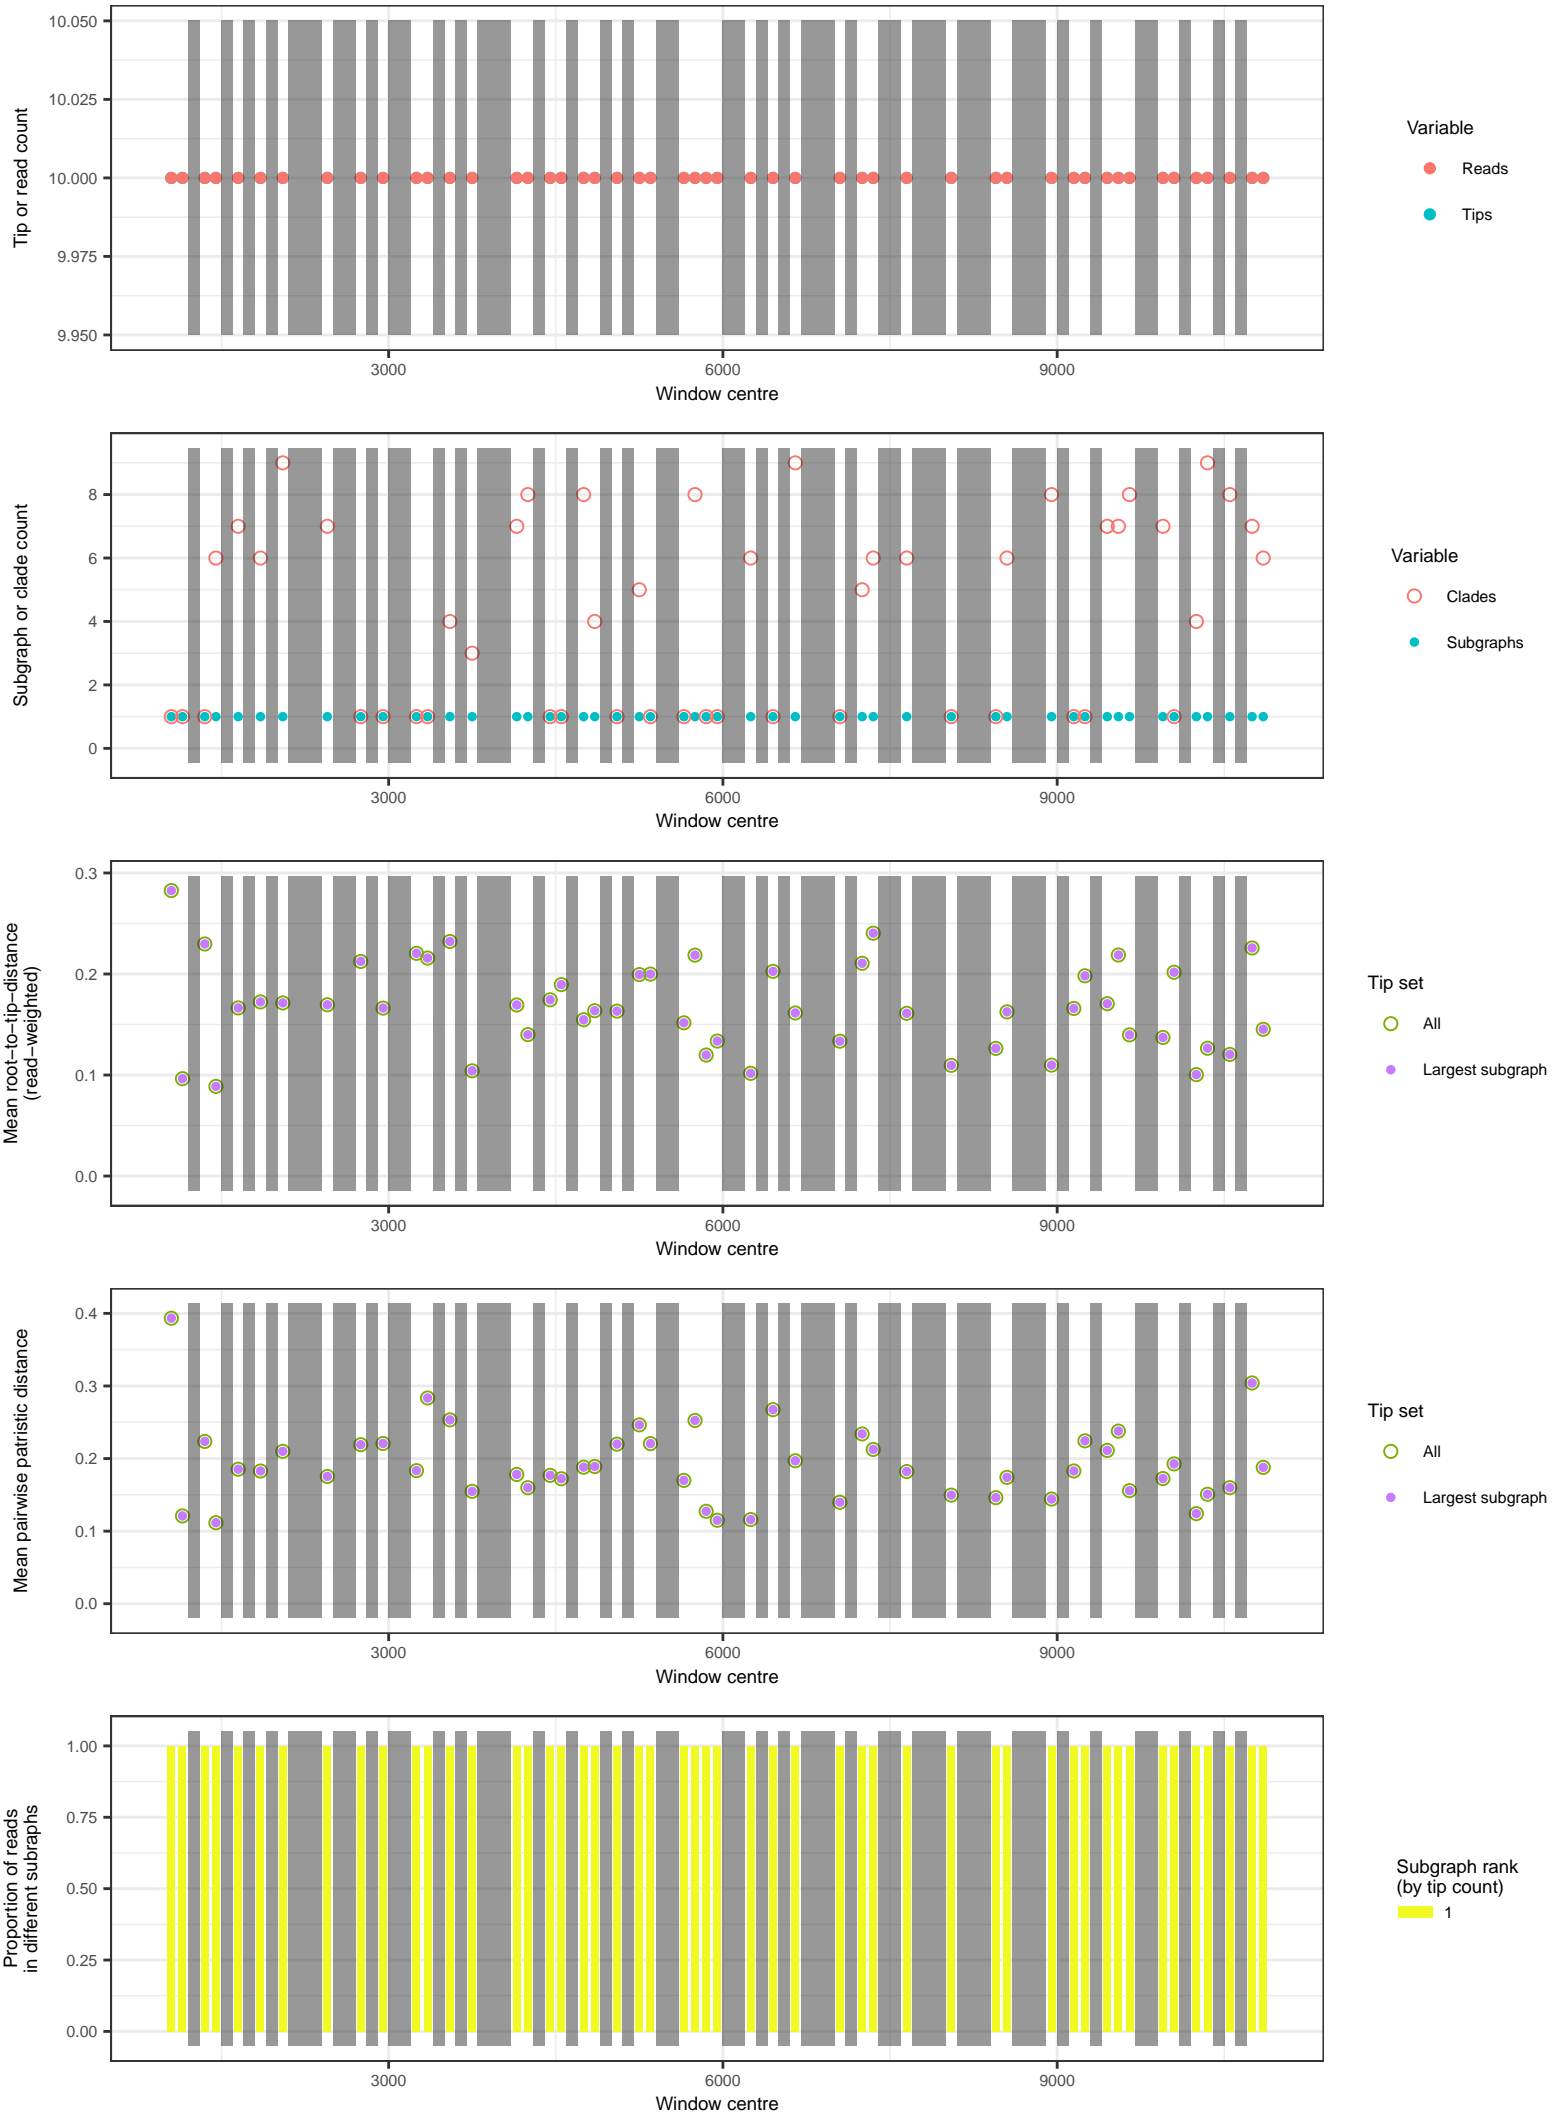 10.050
10.025
10.000
9.975
9.950
Tip or read count
3000
6000
9000
Window centre
Variable
Reads
Tips
8
6
4
2
0
Subgraph or clade count
3000
6000
9000
Window centre
Variable
Clades
Subgraphs
0.3
0.2
0.1
0.0
Mean root−to−tip−distance
(read−weighted)
3000
6000
9000
Window centre
Tip set
All
Largest subgraph
0.4
0.3
0.2
0.1
0.0
Mean pairwise patristic distance
3000
6000
9000
Window centre
Tip set
All
Largest subgraph
1.00
0.75
0.50
0.25
0.00
Proportion of reads
in different subraphs
3000
6000
9000
Window centre
Subgraph rank
(by tip count)
1